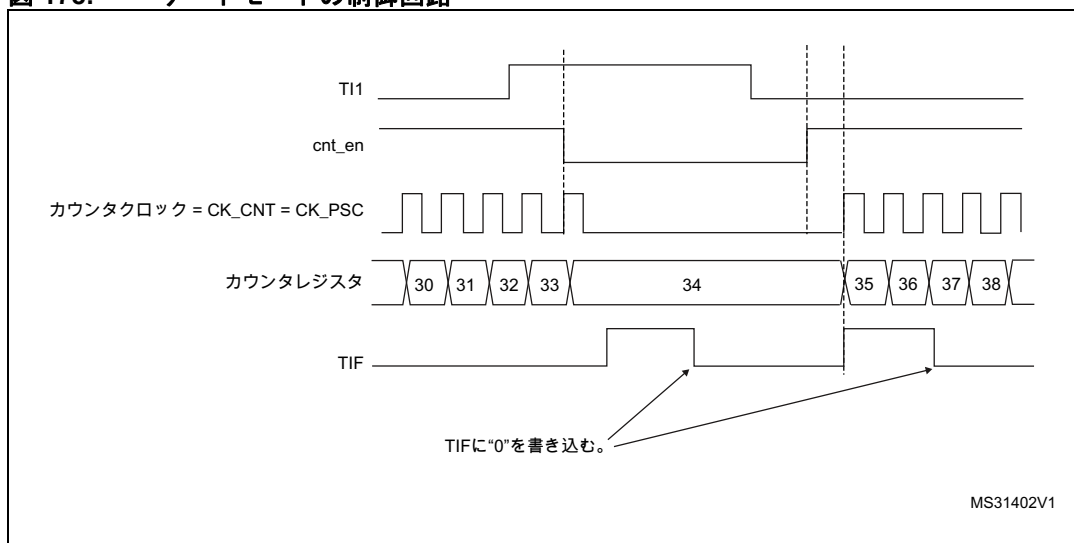 TI1
cnt_en
カウンタクロック = CK_CNT = CK_PSC
カウンタレジスタ 30 31 32 33 34 35 36 37 38
TIF
TIFに“0”を書き込む。
MS31402V1